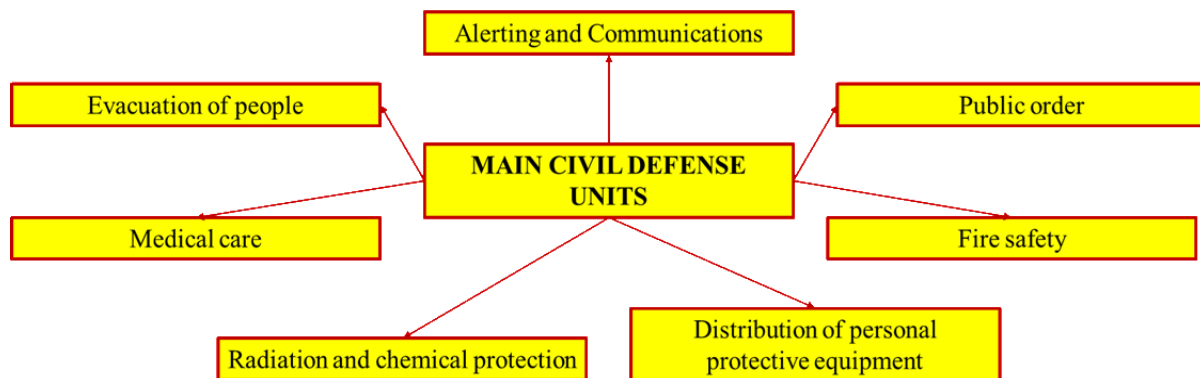 Alerting and Communications
Evacuation of people
Public order
MAIN CIVIL DEFENSE
UNITS
Medical care
Fire safety
Radiation and chemical protection
Distribution of personal
protective equipment